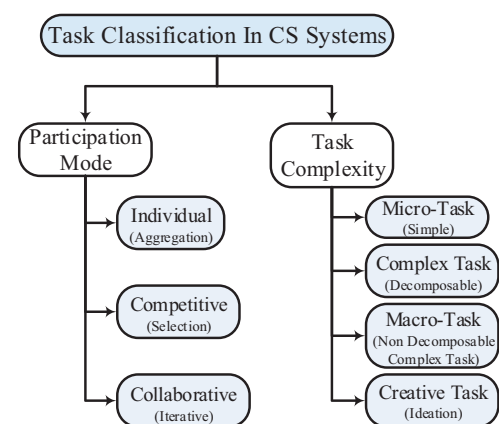 Task Classification In CS Systems
Participation
Mode
Individual
(Aggregation)
Competitive
(Selection)
Collaborative
(Iterative)
Task
Complexity
Micro-Task
(Simple)
Complex Task
(Decomposable)
Macro-Task
(Non Decomposable
Complex Task)
Creative Task
(Ideation)